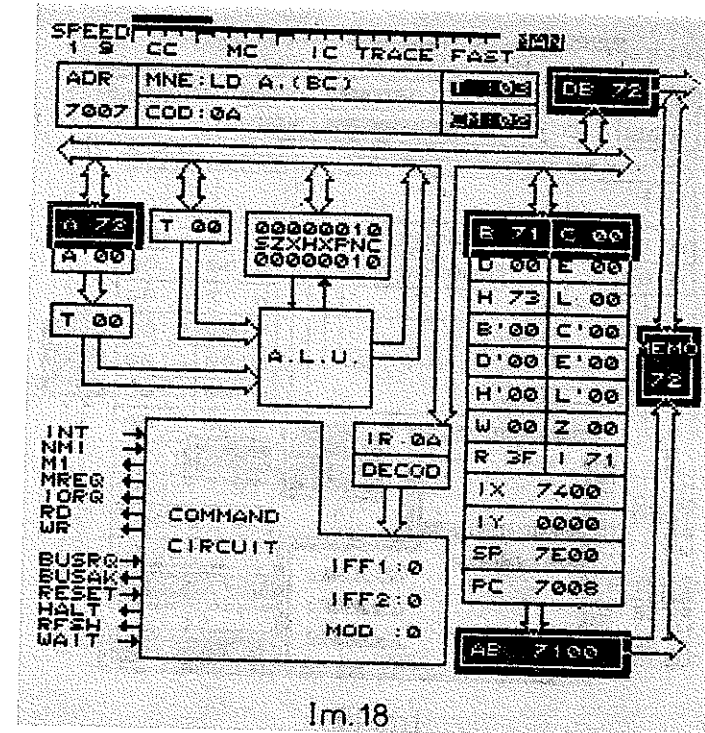 SPEED
1 9 CC MC IC TRACE FAST
ADR MNE:LD A,(BC) T :03
7007 COD:0A
DB 72
A 72
A'00
T 00
T 00
00000010
SZXHXPNC
00000010
A.L.U.
B 71 C 00
D 00 E 00
H 73 L 00
B'00 C'00
D'00 E'00
H'00 L'00
W 00 Z 00
R 3F I 71
IX 7400
IY 0000
SP 7E00
PC 7008
AB 7100
MEMO
72
IR 0A
DECOD
INT
NMI
M1
MREQ
IORQ
RD
WR
BUSRQ
BUSAK
RESET
HALT
RFSH
WAIT
COMMAND
CIRCUIT
IFF1:0
IFF2:0
MOD :0
Im.18